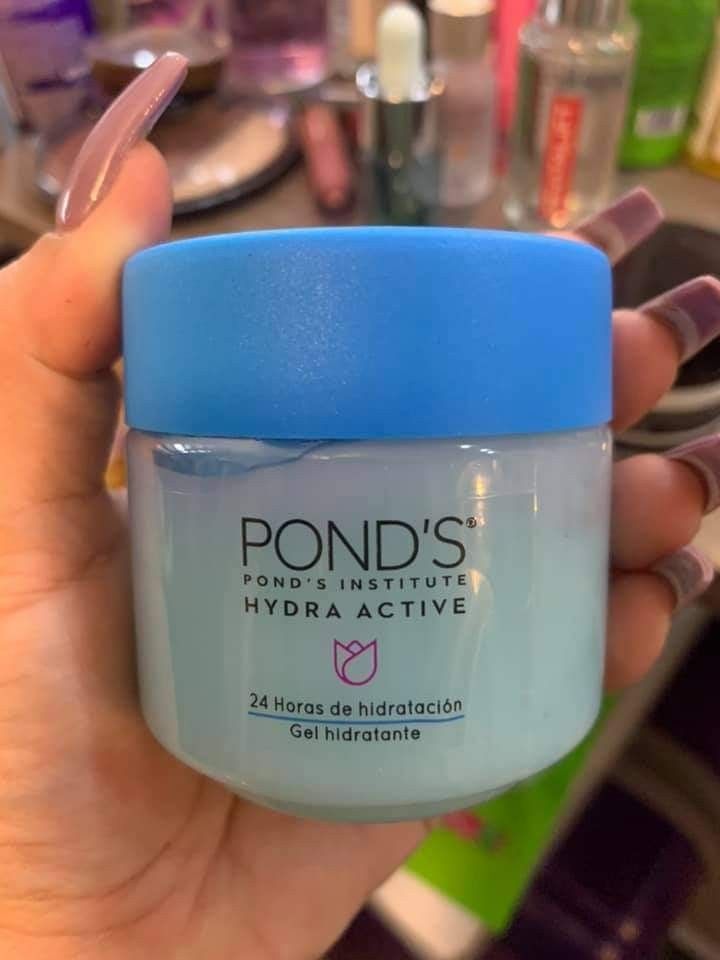 POND'S®
POND'S INSTITUTE
HYDRA ACTIVE
24 Horas de hidratación
Gel hidratante